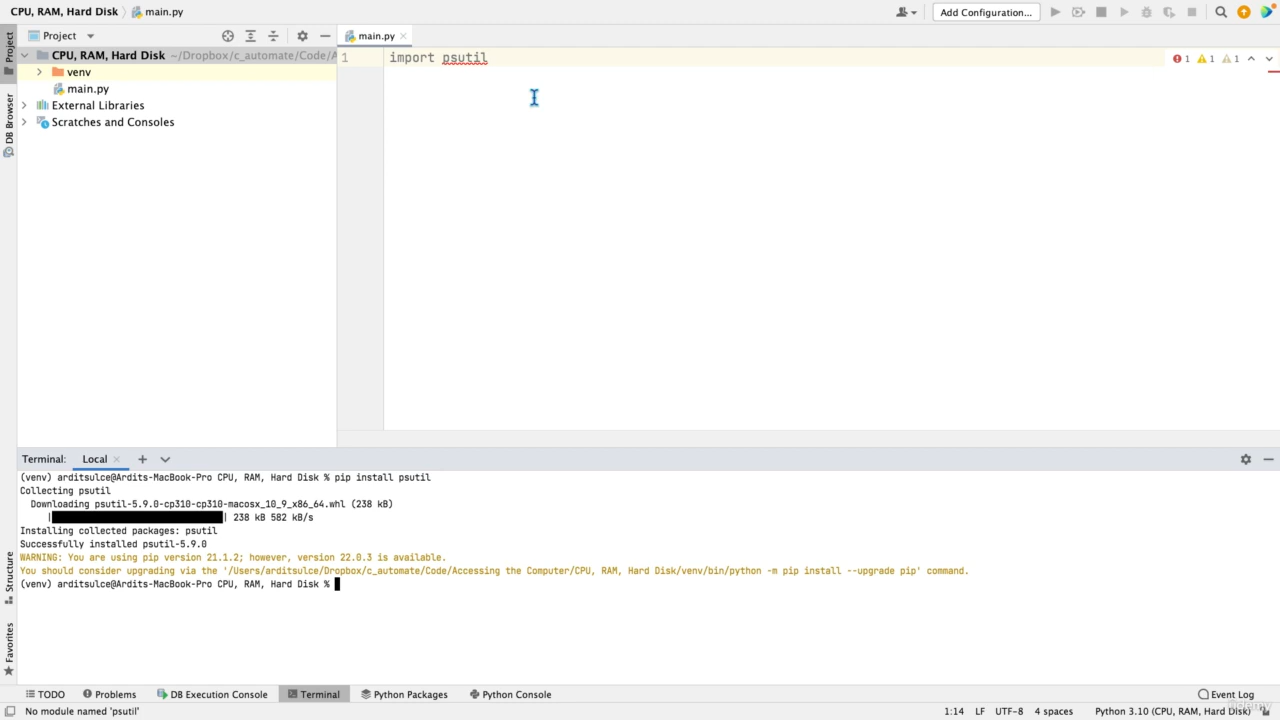 CPU, RAM, Hard Disk main.py Add Configuration...
Project
Project main.py
CPU, RAM, Hard Disk ~/Dropbox/c_automate/Code/A 1 import psutil 1 1 1
venv
main.py
External Libraries
DB Browser
Scratches and Consoles
Terminal: Local
(venv) arditsulce@Ardits-MacBook-Pro CPU, RAM, Hard Disk % pip install psutil
Collecting psutil
Downloading psutil-5.9.0-cp310-cp310-macosx_10_9_x86_64.whl (238 kB)
| | 238 kB 582 kB/s
Installing collected packages: psutil
Successfully installed psutil-5.9.0
WARNING: You are using pip version 21.1.2; however, version 22.0.3 is available.
You should consider upgrading via the '/Users/arditsulce/Dropbox/c_automate/Code/Accessing the Computer/CPU, RAM, Hard Disk/venv/bin/python -m pip install --upgrade pip' command.
(venv) arditsulce@Ardits-MacBook-Pro CPU, RAM, Hard Disk %
Structure
Favorites
TODO Problems DB Execution Console Terminal Python Packages Python Console Event Log
No module named 'psutil' 1:14 LF UTF-8 4 spaces Python 3.10 (CPU, RAM, Hard Disk)
udemy